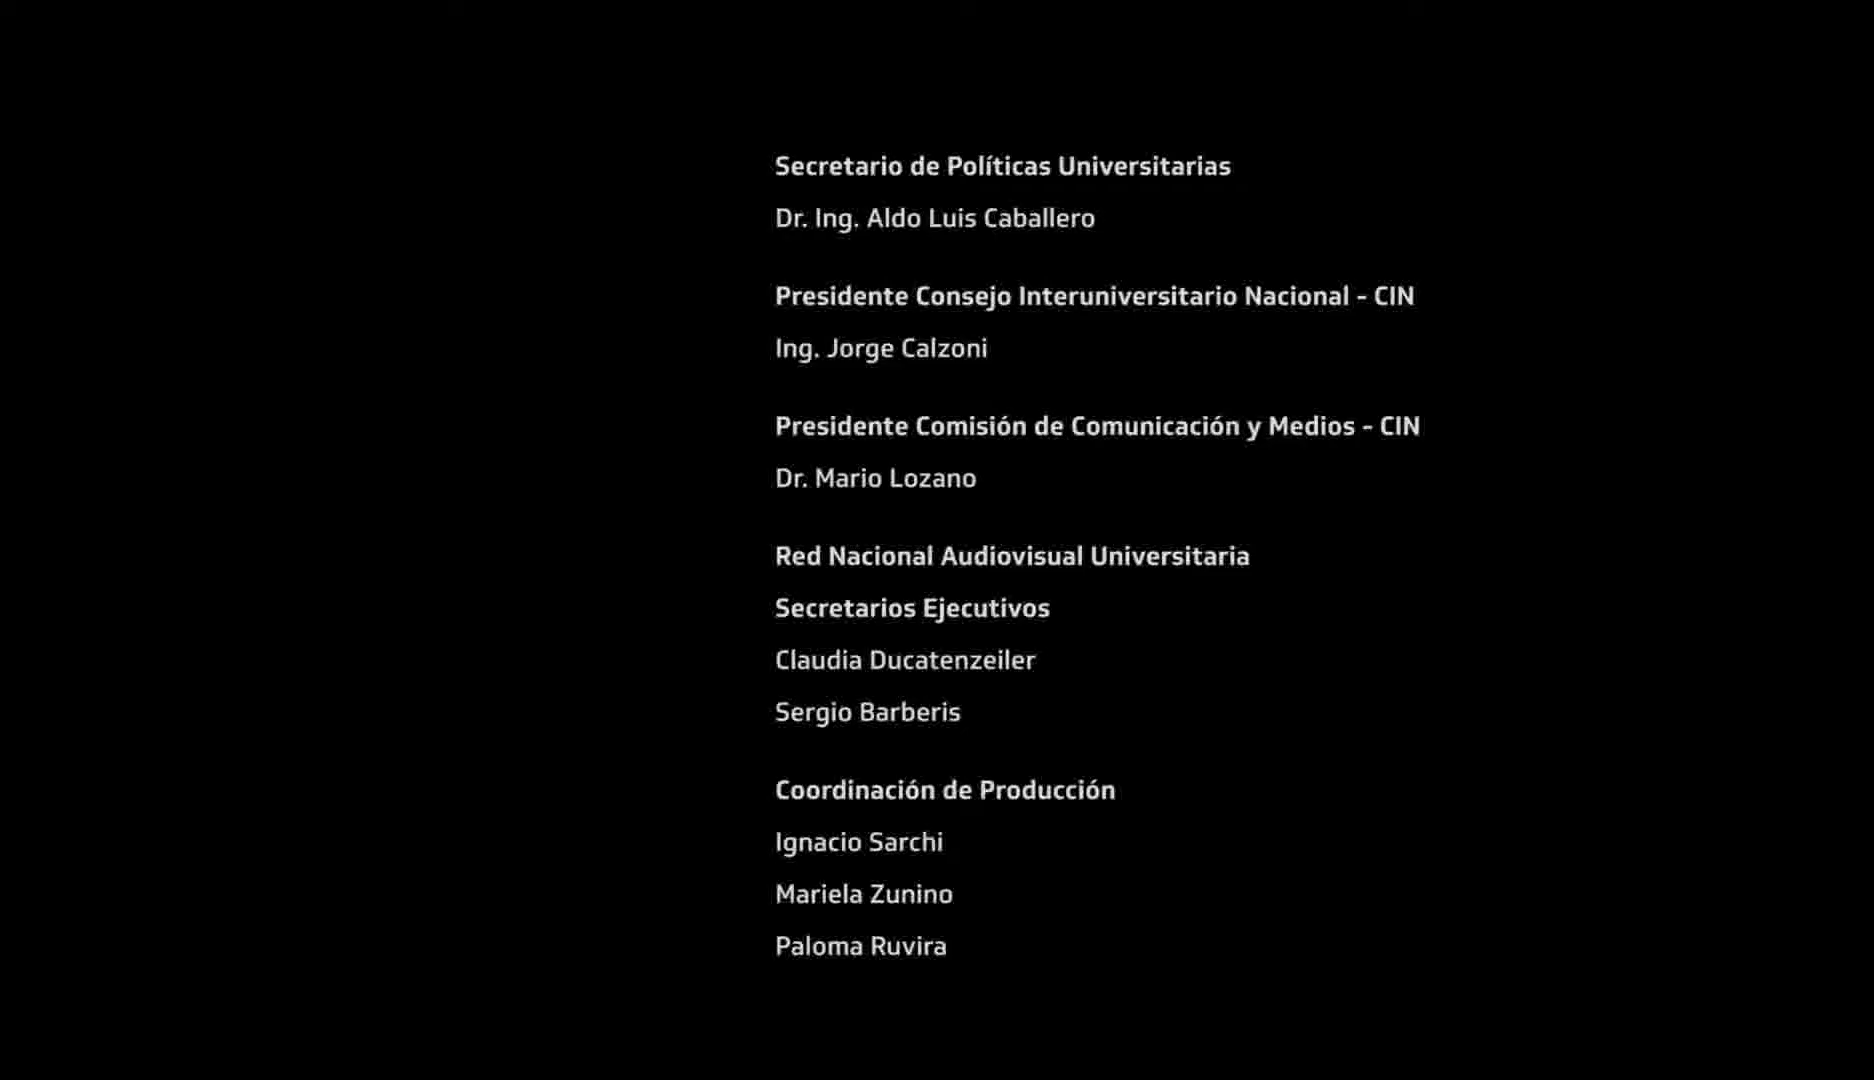 Secretario de Políticas Universitarias
Dr. Ing. Aldo Luis Caballero
Presidente Consejo Interuniversitario Nacional - CIN
Ing. Jorge Calzoni
Presidente Comisión de Comunicación y Medios - CIN
Dr. Mario Lozano
Red Nacional Audiovisual Universitaria
Secretarios Ejecutivos
Claudia Ducatenzeiler
Sergio Barberis
Coordinación de Producción
Ignacio Sarchi
Mariela Zunino
Paloma Ruvira